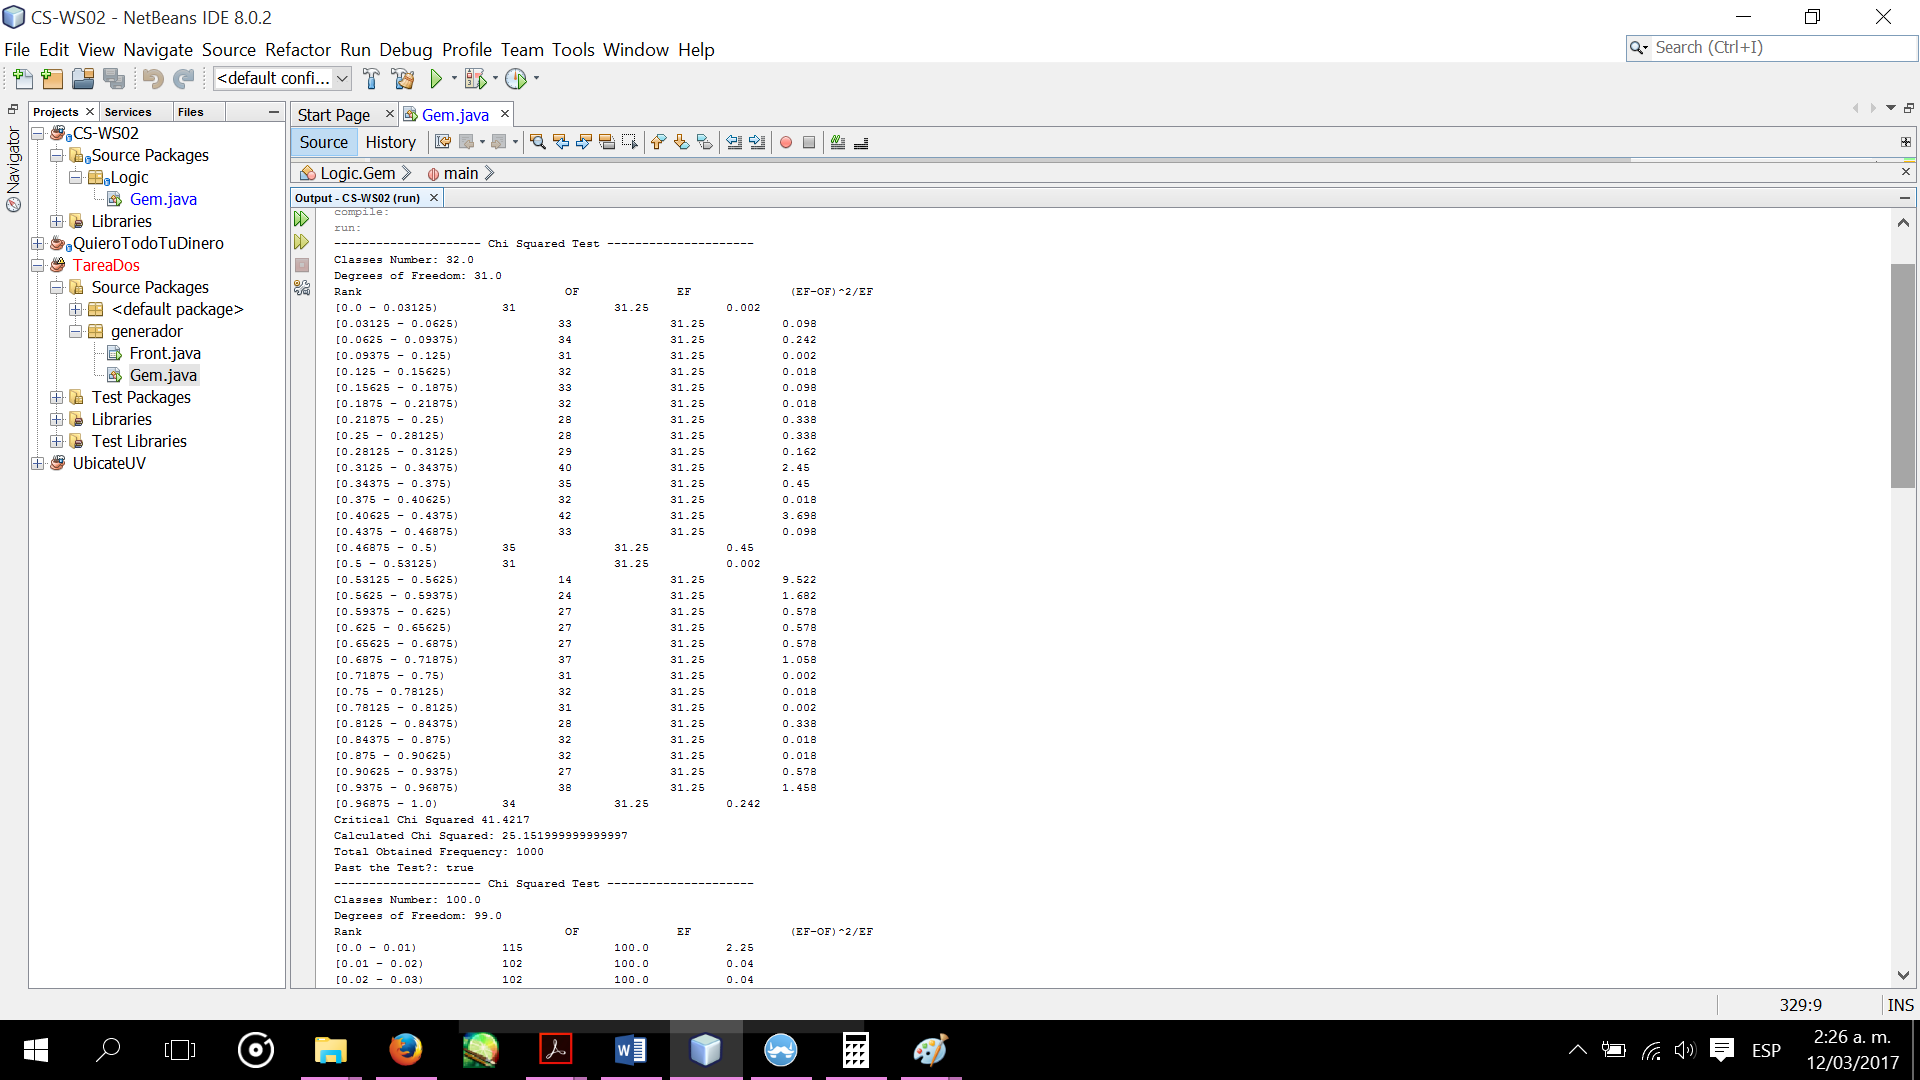 CS-WS02 - NetBeans IDE 8.0.2
File Edit View Navigate Source Refactor Run Debug Profile Team Tools Window Help
Search (Ctrl+I)
<default confi...
Projects Services Files
Navigator
CS-WS02
Source Packages
Logic
Gem.java
Libraries
QuieroTodoTuDinero
TareaDos
Source Packages
<default package>
generador
Front.java
Gem.java
Test Packages
Libraries
Test Libraries
UbicateUV
Start Page Gem.java
Source History
Logic.Gem main
Output - CS-WS02 (run)
compile:
run:
--------------------- Chi Squared Test ---------------------
Classes Number: 32.0
Degrees of Freedom: 31.0
Rank OF EF (EF-OF)^2/EF
[0.0 - 0.03125) 31 31.25 0.002
[0.03125 - 0.0625) 33 31.25 0.098
[0.0625 - 0.09375) 34 31.25 0.242
[0.09375 - 0.125) 31 31.25 0.002
[0.125 - 0.15625) 32 31.25 0.018
[0.15625 - 0.1875) 33 31.25 0.098
[0.1875 - 0.21875) 32 31.25 0.018
[0.21875 - 0.25) 28 31.25 0.338
[0.25 - 0.28125) 28 31.25 0.338
[0.28125 - 0.3125) 29 31.25 0.162
[0.3125 - 0.34375) 40 31.25 2.45
[0.34375 - 0.375) 35 31.25 0.45
[0.375 - 0.40625) 32 31.25 0.018
[0.40625 - 0.4375) 42 31.25 3.698
[0.4375 - 0.46875) 33 31.25 0.098
[0.46875 - 0.5) 35 31.25 0.45
[0.5 - 0.53125) 31 31.25 0.002
[0.53125 - 0.5625) 14 31.25 9.522
[0.5625 - 0.59375) 24 31.25 1.682
[0.59375 - 0.625) 27 31.25 0.578
[0.625 - 0.65625) 27 31.25 0.578
[0.65625 - 0.6875) 27 31.25 0.578
[0.6875 - 0.71875) 37 31.25 1.058
[0.71875 - 0.75) 31 31.25 0.002
[0.75 - 0.78125) 32 31.25 0.018
[0.78125 - 0.8125) 31 31.25 0.002
[0.8125 - 0.84375) 28 31.25 0.338
[0.84375 - 0.875) 32 31.25 0.018
[0.875 - 0.90625) 32 31.25 0.018
[0.90625 - 0.9375) 27 31.25 0.578
[0.9375 - 0.96875) 38 31.25 1.458
[0.96875 - 1.0) 34 31.25 0.242
Critical Chi Squared 41.4217
Calculated Chi Squared: 25.151999999999997
Total Obtained Frequency: 1000
Past the Test?: true
--------------------- Chi Squared Test ---------------------
Classes Number: 100.0
Degrees of Freedom: 99.0
Rank OF EF (EF-OF)^2/EF
[0.0 - 0.01) 115 100.0 2.25
[0.01 - 0.02) 102 100.0 0.04
[0.02 - 0.03) 102 100.0 0.04
329:9 INS
ESP
2:26 a. m.
12/03/2017